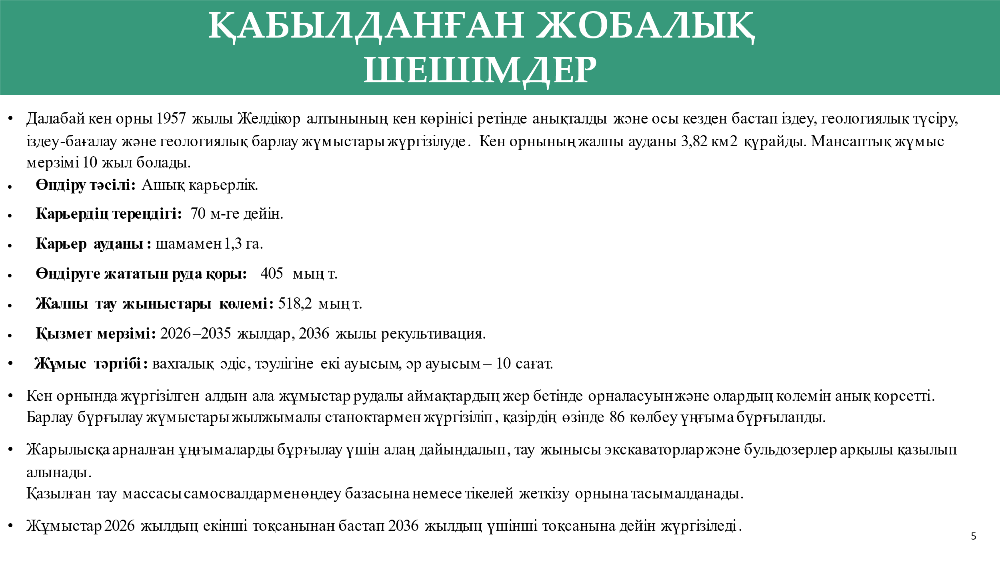 ҚАБЫЛДАНҒАН ЖОБАЛЫҚ
ШЕШІМДЕР
• Далабай кен орны 1957 жылы Желдікор алтынының кен көрінісі ретінде анықталды және осы кезден бастап іздеу, геологиялық түсіру,
іздеу-бағалау және геологиялық барлау жұмыстары жүргізілуде. Кен орнының жалпы ауданы 3,82 км2 құрайды. Мансаптық жұмыс
мерзімі 10 жыл болады.
• Өндіру тәсілі: Ашық карьерлік.
• Карьердің тереңдігі: 70 м-ге дейін.
• Карьер ауданы : шамамен 1,3 га.
• Өндіруге жататын руда қоры: 405 мың т.
• Жалпы тау жыныстары көлемі: 518,2 мың т.
• Қызмет мерзімі: 2026–2035 жылдар, 2036 жылы рекультивация.
• Жұмыс тәртібі: вахталық әдіс, тәулігіне екі ауысым, әр ауысым – 10 сағат.
• Кен орнында жүргізілген алдын ала жұмыстар рудалы аймақтардың жер бетінде орналасуын және олардың көлемін анық көрсетті.
Барлау бұрғылау жұмыстары жылжымалы станоктармен жүргізіліп, қазірдің өзінде 86 көлбеу ұңғыма бұрғыланды.
• Жарылысқа арналған ұңғымаларды бұрғылау үшін алаң дайындалып, тау жынысы экскаваторлар және бульдозерлер арқылы қазылып
алынады.
Қазылған тау массасы самосвалдармен өңдеу базасына немесе тікелей жеткізу орнына тасымалданады.
• Жұмыстар 2026 жылдың екінші тоқсанынан бастап 2036 жылдың үшінші тоқсанына дейін жүргізіледі.
5